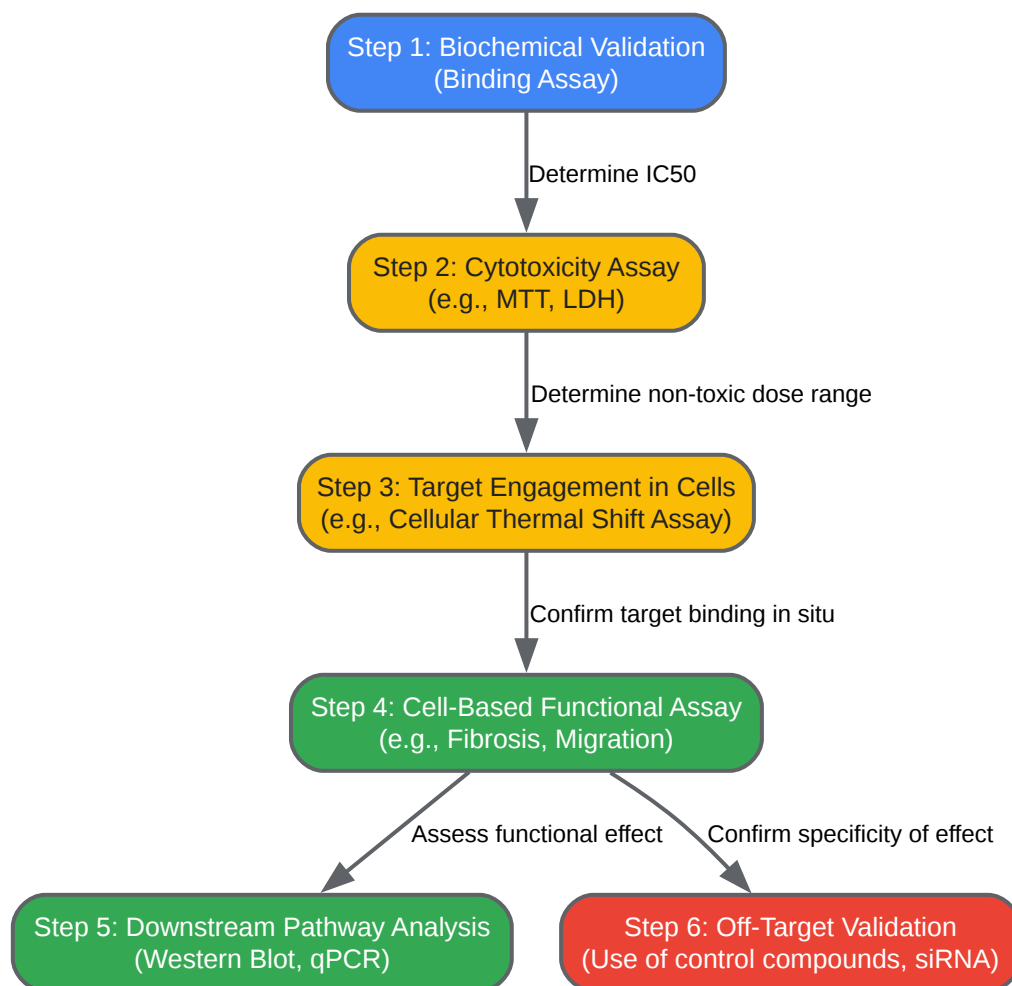 Step 1: Biochemical Validation
(Binding Assay)
Determine IC50
Step 2: Cytotoxicity Assay
(e.g., MTT, LDH)
Determine non-toxic dose range
Step 3: Target Engagement in Cells
(e.g., Cellular Thermal Shift Assay)
Confirm target binding in situ
Step 4: Cell-Based Functional Assay
(e.g., Fibrosis, Migration)
Assess functional effect
Confirm specificity of effect
Step 5: Downstream Pathway Analysis
(Western Blot, qPCR)
Step 6: Off-Target Validation
(Use of control compounds, siRNA)